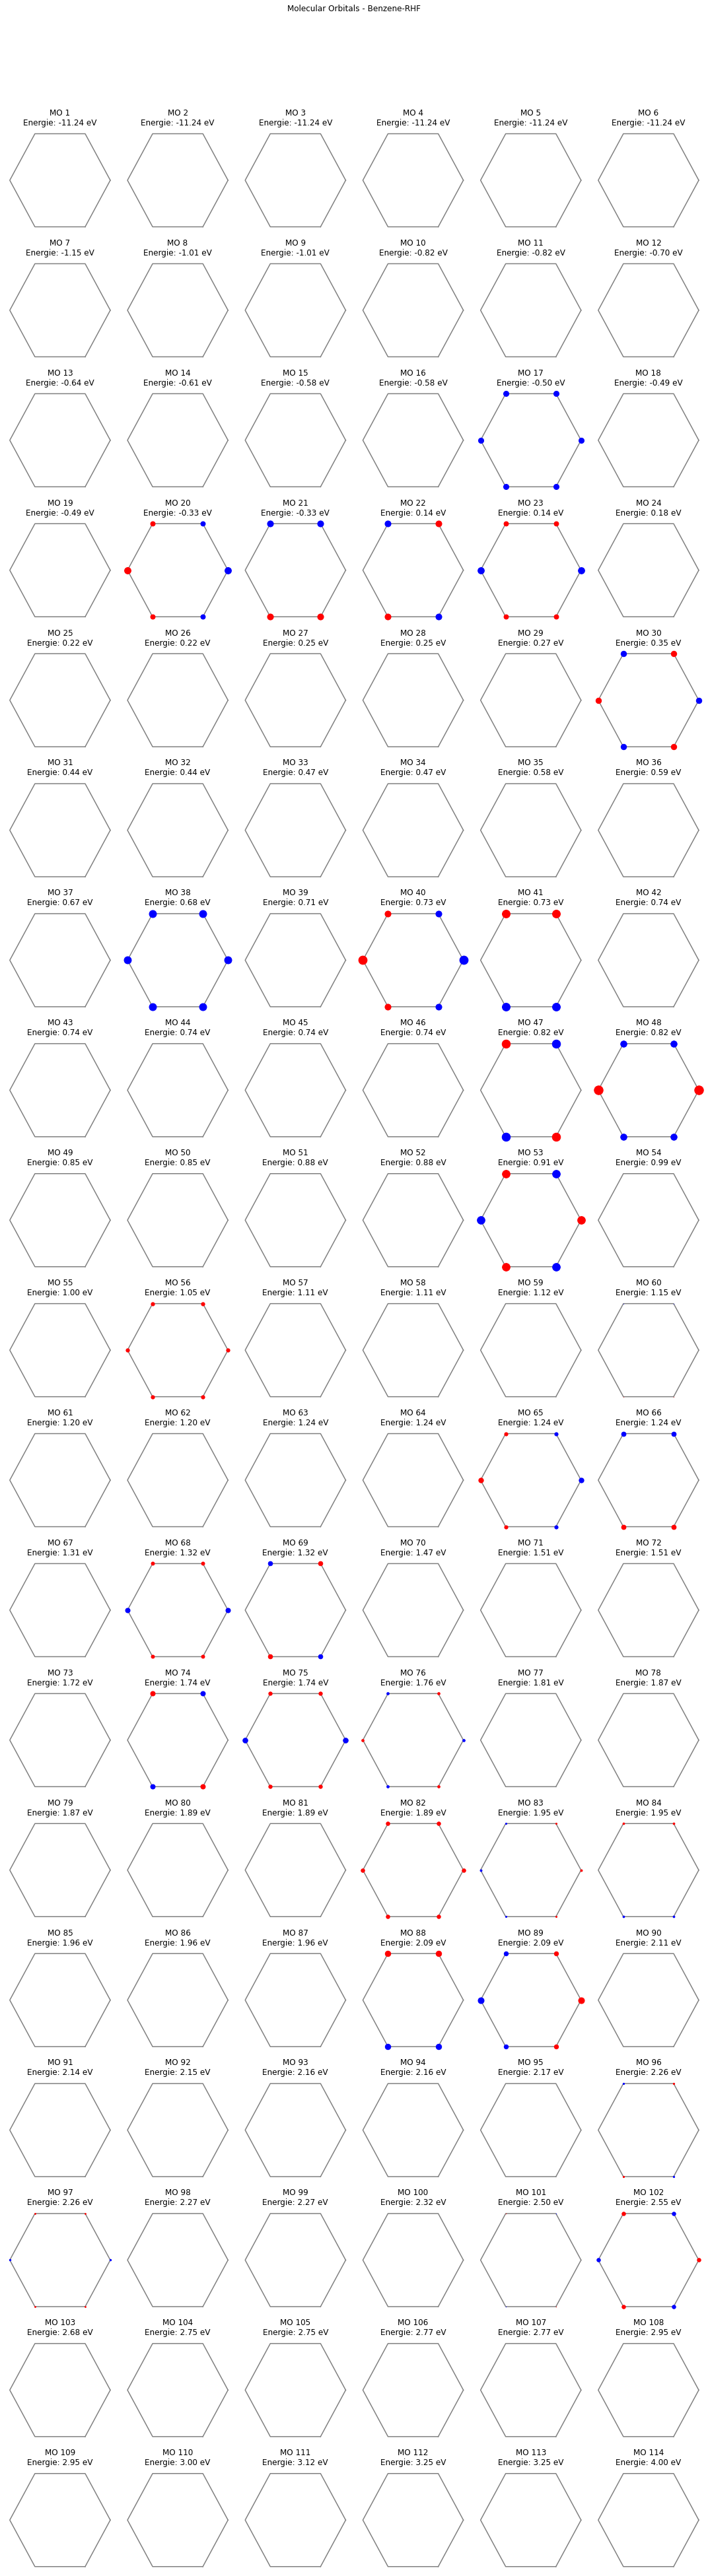 Molecular Orbitals - Benzene-RHF
MO 1 MO 2 MO 3 MO 4 MO 5 MO 6
Energie: -11.24 eV Energie: -11.24 eV Energie: -11.24 eV Energie: -11.24 eV Energie: -11.24 eV Energie: -11.24 eV
MO 7 MO 8 MO 9 MO 10 MO 11 MO 12
Energie: -1.15 eV Energie: -1.01 eV Energie: -1.01 eV Energie: -0.82 eV Energie: -0.82 eV Energie: -0.70 eV
MO 13 MO 14 MO 15 MO 16 MO 17 MO 18
Energie: -0.64 eV Energie: -0.61 eV Energie: -0.58 eV Energie: -0.58 eV Energie: -0.50 eV Energie: -0.49 eV
MO 19 MO 20 MO 21 MO 22 MO 23 MO 24
Energie: -0.49 eV Energie: -0.33 eV Energie: -0.33 eV Energie: 0.14 eV Energie: 0.14 eV Energie: 0.18 eV
MO 25 MO 26 MO 27 MO 28 MO 29 MO 30
Energie: 0.22 eV Energie: 0.22 eV Energie: 0.25 eV Energie: 0.25 eV Energie: 0.27 eV Energie: 0.35 eV
MO 31 MO 32 MO 33 MO 34 MO 35 MO 36
Energie: 0.44 eV Energie: 0.44 eV Energie: 0.47 eV Energie: 0.47 eV Energie: 0.58 eV Energie: 0.59 eV
MO 37 MO 38 MO 39 MO 40 MO 41 MO 42
Energie: 0.67 eV Energie: 0.68 eV Energie: 0.71 eV Energie: 0.73 eV Energie: 0.73 eV Energie: 0.74 eV
MO 43 MO 44 MO 45 MO 46 MO 47 MO 48
Energie: 0.74 eV Energie: 0.74 eV Energie: 0.74 eV Energie: 0.74 eV Energie: 0.82 eV Energie: 0.82 eV
MO 49 MO 50 MO 51 MO 52 MO 53 MO 54
Energie: 0.85 eV Energie: 0.85 eV Energie: 0.88 eV Energie: 0.88 eV Energie: 0.91 eV Energie: 0.99 eV
MO 55 MO 56 MO 57 MO 58 MO 59 MO 60
Energie: 1.00 eV Energie: 1.05 eV Energie: 1.11 eV Energie: 1.11 eV Energie: 1.12 eV Energie: 1.15 eV
MO 61 MO 62 MO 63 MO 64 MO 65 MO 66
Energie: 1.20 eV Energie: 1.20 eV Energie: 1.24 eV Energie: 1.24 eV Energie: 1.24 eV Energie: 1.24 eV
MO 67 MO 68 MO 69 MO 70 MO 71 MO 72
Energie: 1.31 eV Energie: 1.32 eV Energie: 1.32 eV Energie: 1.47 eV Energie: 1.51 eV Energie: 1.51 eV
MO 73 MO 74 MO 75 MO 76 MO 77 MO 78
Energie: 1.72 eV Energie: 1.74 eV Energie: 1.74 eV Energie: 1.76 eV Energie: 1.81 eV Energie: 1.87 eV
MO 79 MO 80 MO 81 MO 82 MO 83 MO 84
Energie: 1.87 eV Energie: 1.89 eV Energie: 1.89 eV Energie: 1.89 eV Energie: 1.95 eV Energie: 1.95 eV
MO 85 MO 86 MO 87 MO 88 MO 89 MO 90
Energie: 1.96 eV Energie: 1.96 eV Energie: 1.96 eV Energie: 2.09 eV Energie: 2.09 eV Energie: 2.11 eV
MO 91 MO 92 MO 93 MO 94 MO 95 MO 96
Energie: 2.14 eV Energie: 2.15 eV Energie: 2.16 eV Energie: 2.16 eV Energie: 2.17 eV Energie: 2.26 eV
MO 97 MO 98 MO 99 MO 100 MO 101 MO 102
Energie: 2.26 eV Energie: 2.27 eV Energie: 2.27 eV Energie: 2.32 eV Energie: 2.50 eV Energie: 2.55 eV
MO 103 MO 104 MO 105 MO 106 MO 107 MO 108
Energie: 2.68 eV Energie: 2.75 eV Energie: 2.75 eV Energie: 2.77 eV Energie: 2.77 eV Energie: 2.95 eV
MO 109 MO 110 MO 111 MO 112 MO 113 MO 114
Energie: 2.95 eV Energie: 3.00 eV Energie: 3.12 eV Energie: 3.25 eV Energie: 3.25 eV Energie: 4.00 eV